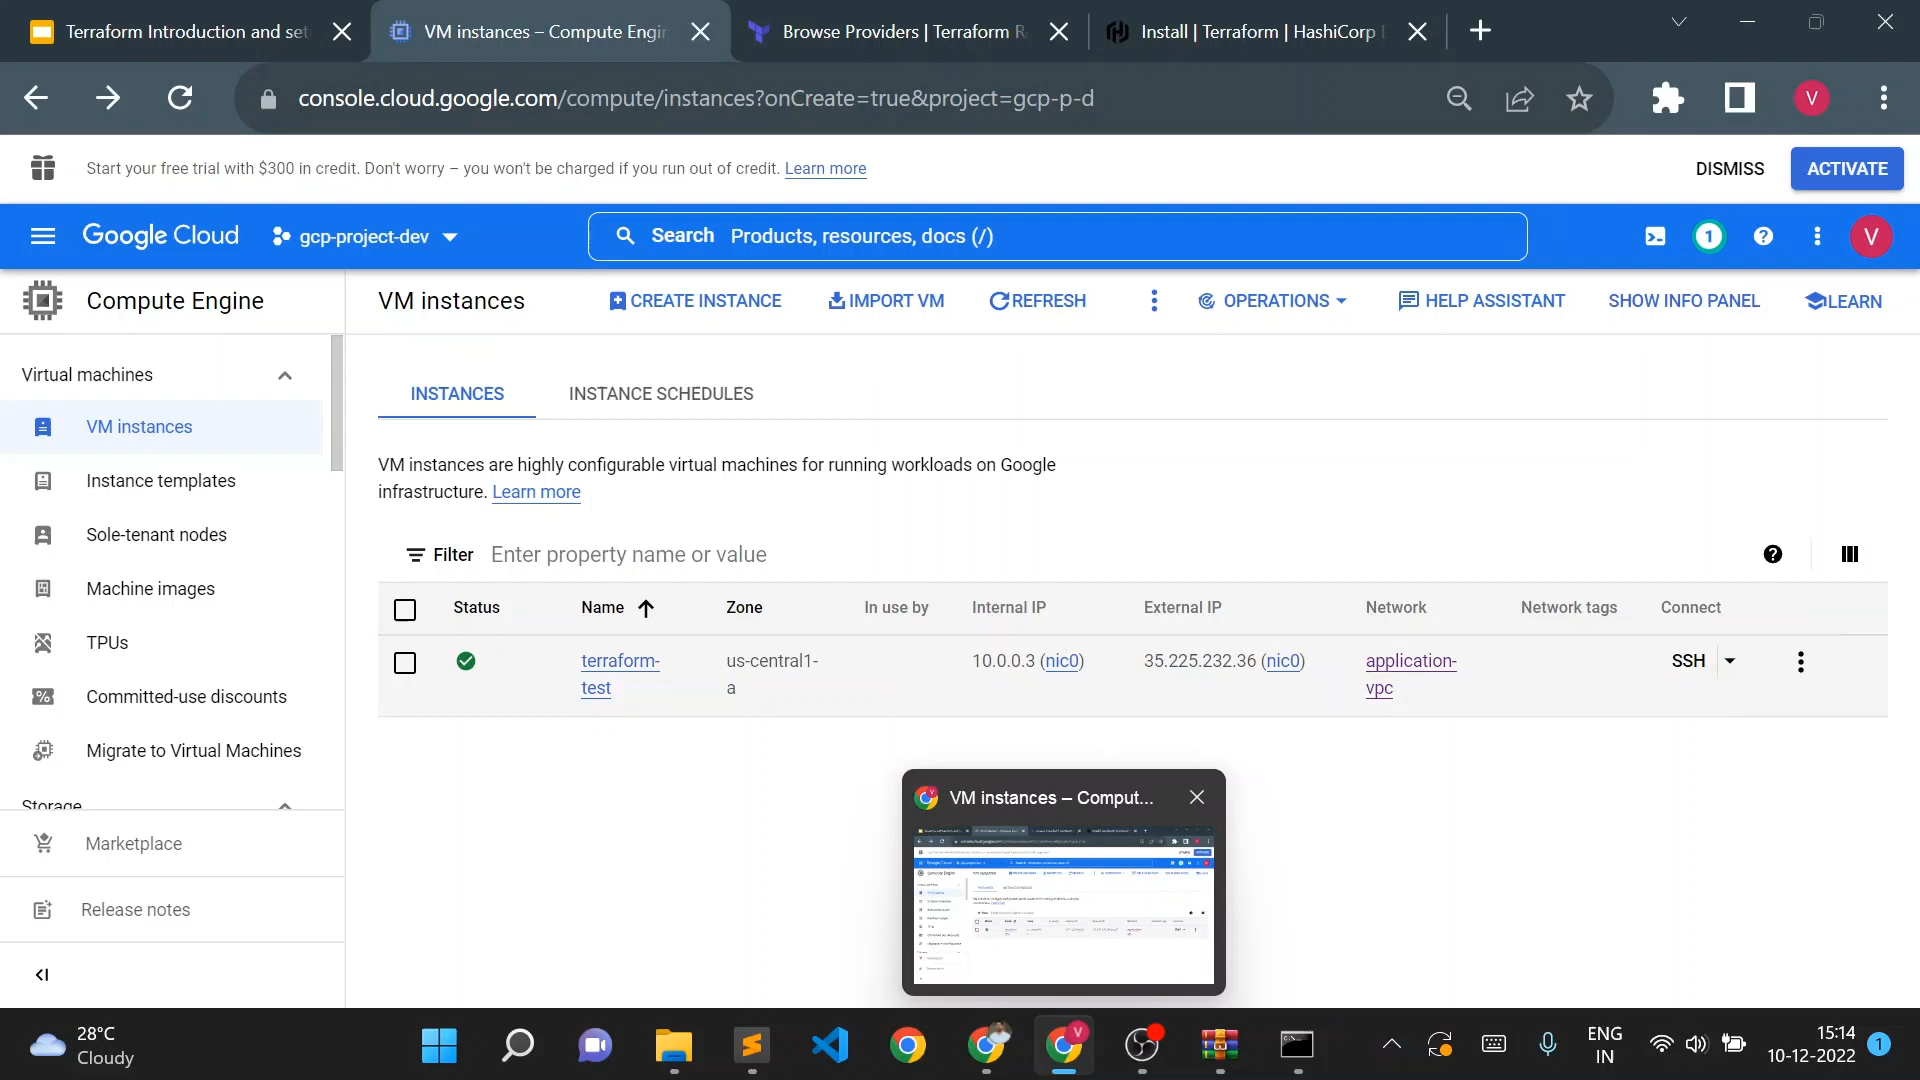 Terraform Introduction and set
VM instances – Compute Engin
Browse Providers | Terraform R
Install | Terraform | HashiCorp D
console.cloud.google.com/compute/instances?onCreate=true&project=gcp-p-d
V
Start your free trial with $300 in credit. Don't worry – you won't be charged if you run out of credit. Learn more
DISMISS
ACTIVATE
Google Cloud
gcp-project-dev
Search Products, resources, docs (/)
1
V
Compute Engine
VM instances
CREATE INSTANCE
IMPORT VM
REFRESH
OPERATIONS
HELP ASSISTANT
SHOW INFO PANEL
LEARN
Virtual machines
VM instances
Instance templates
Sole-tenant nodes
Machine images
TPUs
Committed-use discounts
Migrate to Virtual Machines
Storage
Marketplace
Release notes
INSTANCES
INSTANCE SCHEDULES
VM instances are highly configurable virtual machines for running workloads on Google
infrastructure. Learn more
Filter Enter property name or value
Status Name Zone In use by Internal IP External IP Network Network tags Connect
terraform- us-central1- 10.0.0.3 (nic0) 35.225.232.36 (nic0) application- SSH
test a vpc
VM instances – Comput...
28°C
Cloudy
V
ENG
IN
15:14
10-12-2022
1